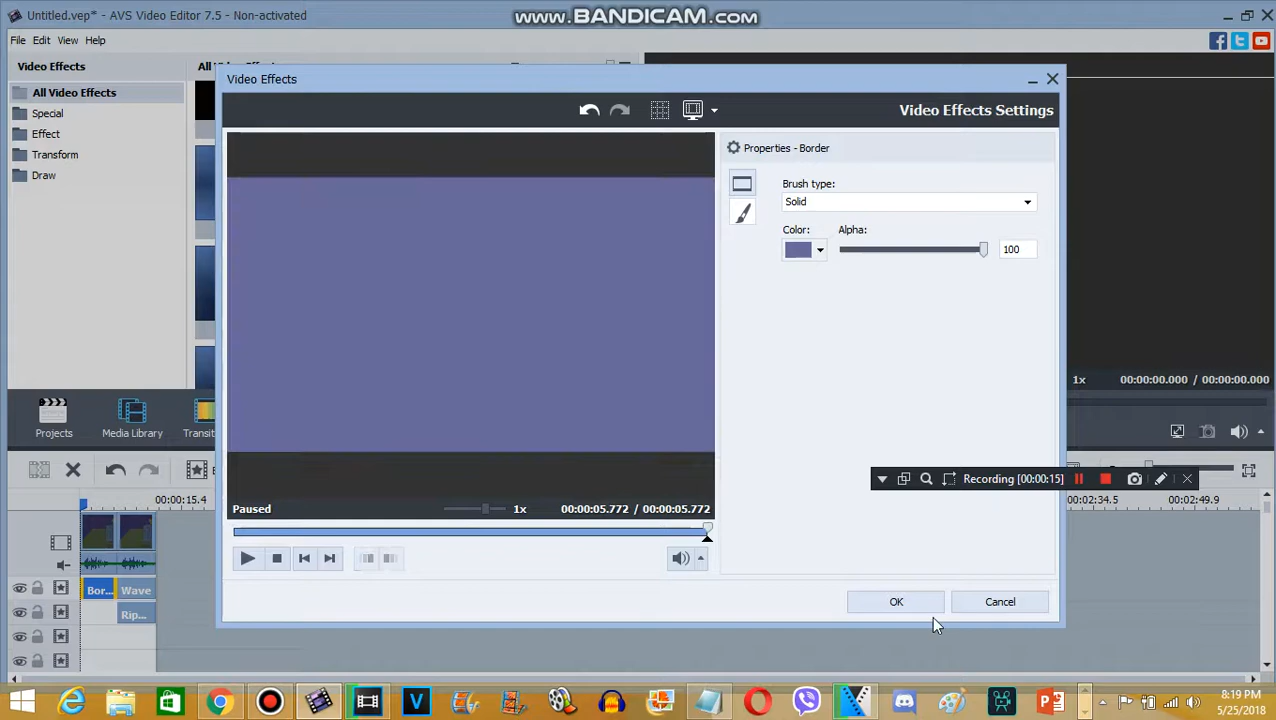 Untitled.vep* - AVS Video Editor 7.5 - Non-activated
www.BANDICAM.com
File Edit View Help
Video Effects
All Video Effects
Special
Effect
Transform
Draw
Video Effects
Video Effects Settings
Properties - Border
Brush type:
Solid
Color: Alpha:
100
1x 00:00:00.000 / 00:00:00.000
Projects
Media Library
Paused 1x 00:00:05.772 / 00:00:05.772
Recording [00:00:15]
00:00:15.4
00:02:34.5 00:02:49.9
OK
Cancel
Bor... Wave
Rip...
8:19 PM
5/25/2018